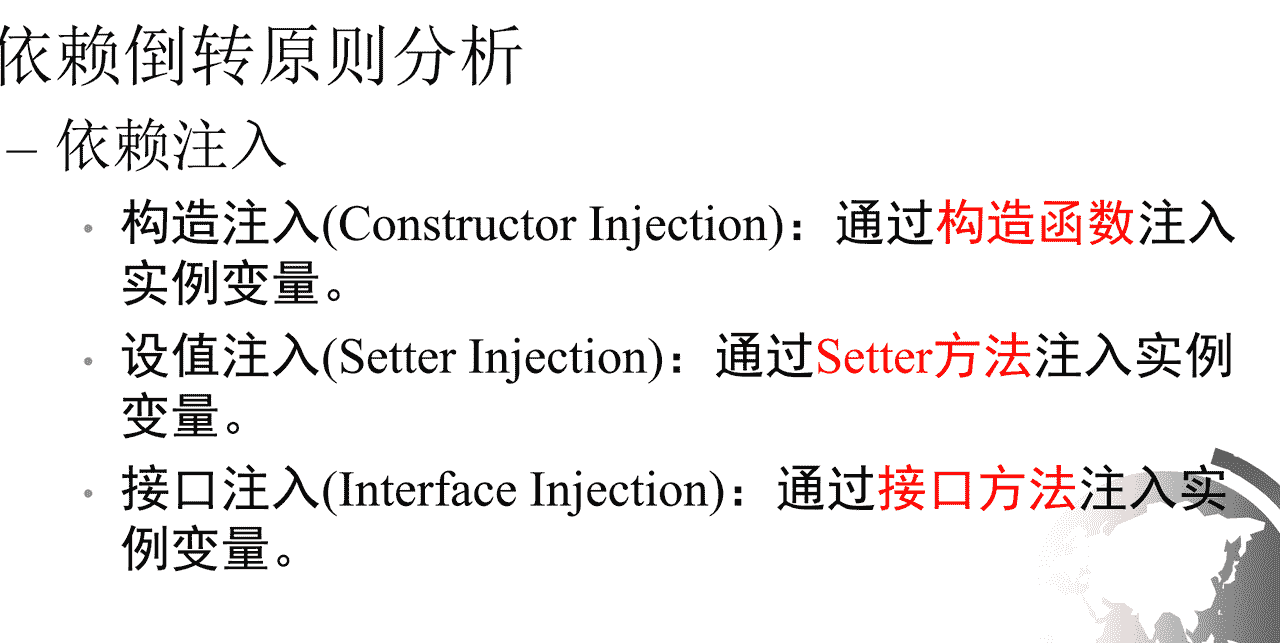 依赖倒转原则分析
– 依赖注入
• 构造注入(Constructor Injection)：通过构造函数注入
实例变量。
• 设值注入(Setter Injection)：通过Setter方法注入实例
变量。
• 接口注入(Interface Injection)：通过接口方法注入实
例变量。